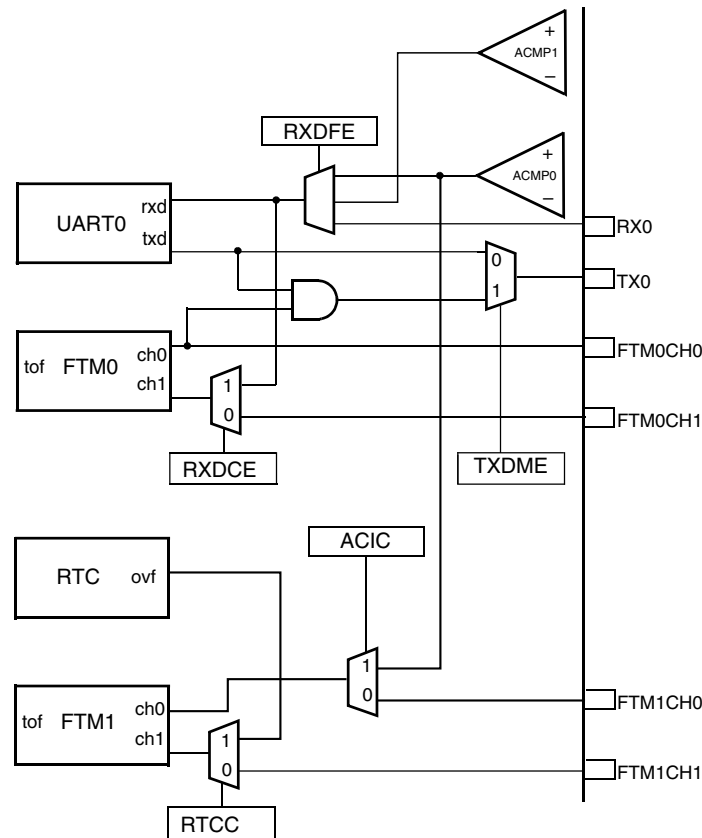 +
ACMP1
−
RXDFE
+
ACMP0
−
UART0
rxd
txd
RX0
0
1
TX0
tof FTM0 ch0
ch1
FTM0CH0
1
0
FTM0CH1
RXDCE
TXDME
ACIC
RTC ovf
1
0
FTM1CH0
tof FTM1 ch0
ch1
1
0
FTM1CH1
RTCC